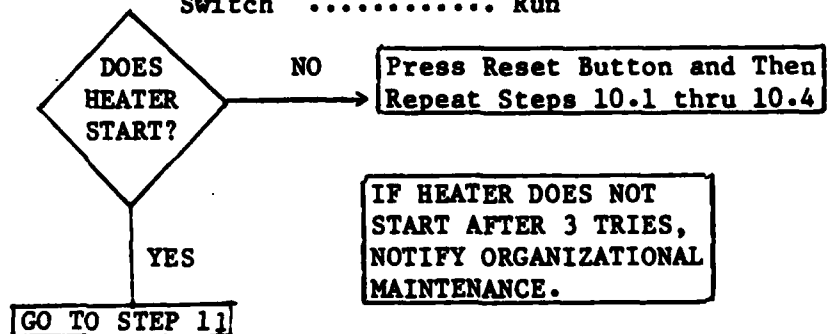 Switch ............ Run
DOES
HEATER
START?
NO
Press Reset Button and Then
Repeat Steps 10.1 thru 10.4
IF HEATER DOES NOT
START AFTER 3 TRIES,
NOTIFY ORGANIZATIONAL
MAINTENANCE.
YES
GO TO STEP 11